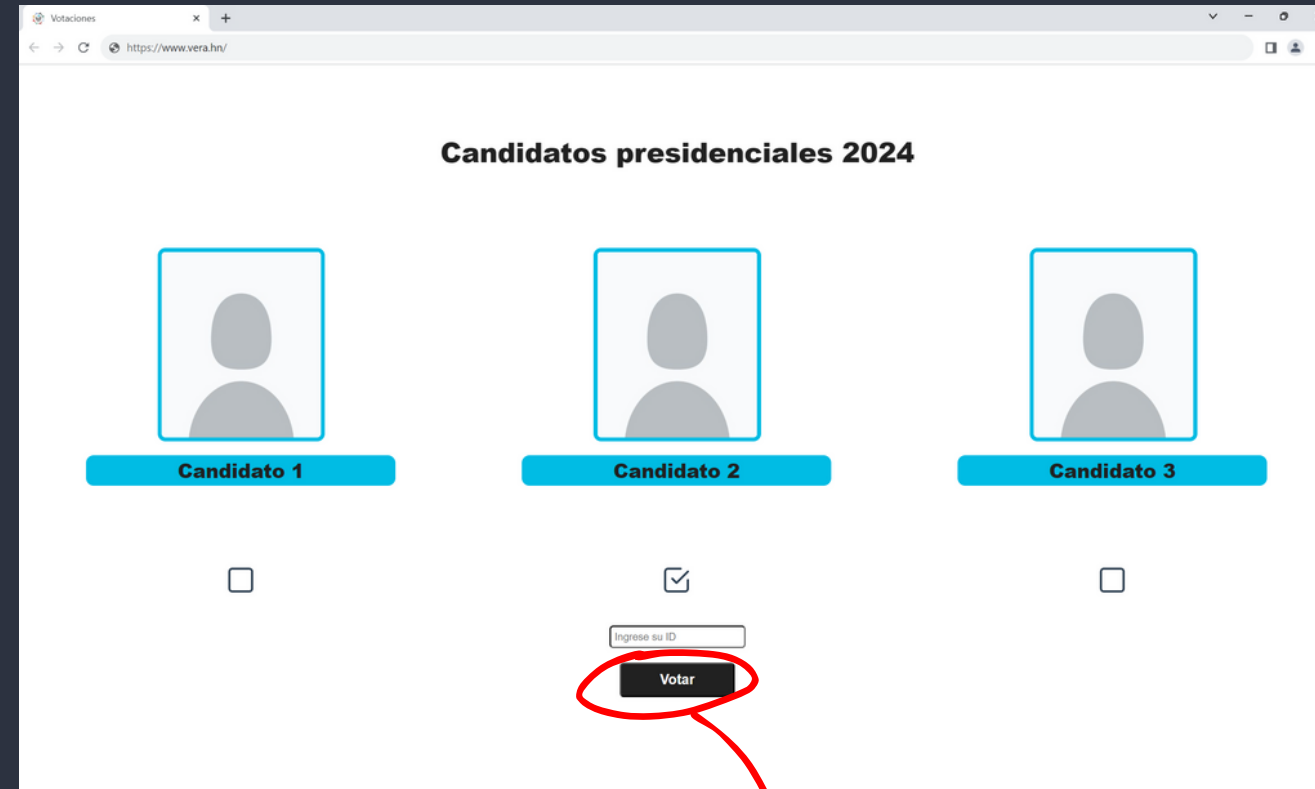 Votaciones
https://www.vera.hn/
Candidatos presidenciales 2024
Candidato 1 Candidato 2 Candidato 3
Ingrese su ID
Votar